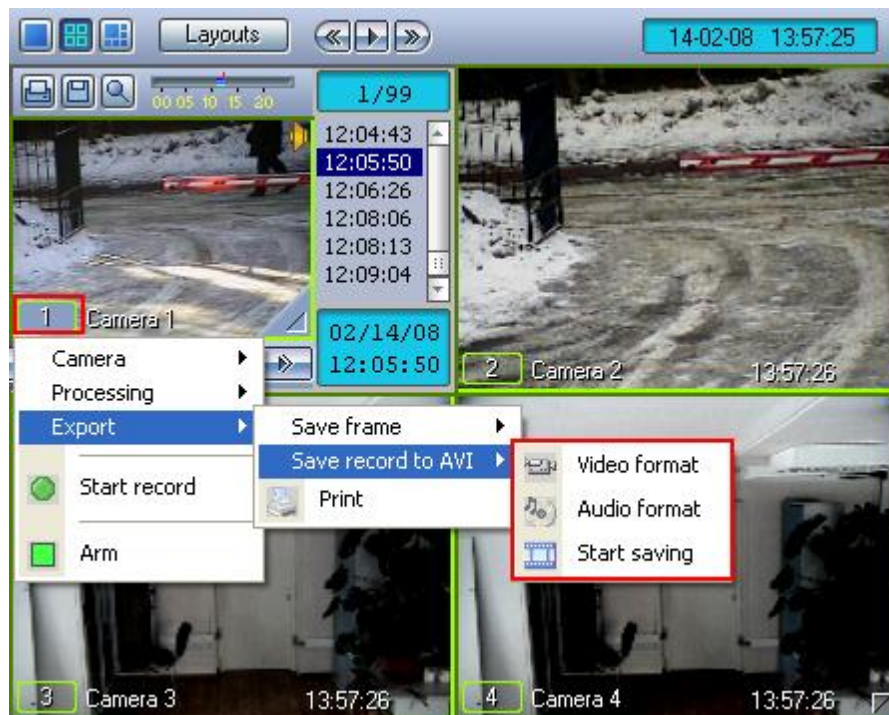 Layouts
14-02-08 13:57:25
00 05 10 15 20
1/99
12:04:43
12:05:50
12:06:26
12:08:06
12:08:13
12:09:04
1 Camera 1
02/14/08
12:05:50
2 Camera 2 13:57:26
Camera
Processing
Export
Start record
Arm
Save frame
Save record to AVI
Print
Video format
Audio format
Start saving
3 Camera 3 13:57:26
4 Camera 4 13:57:26